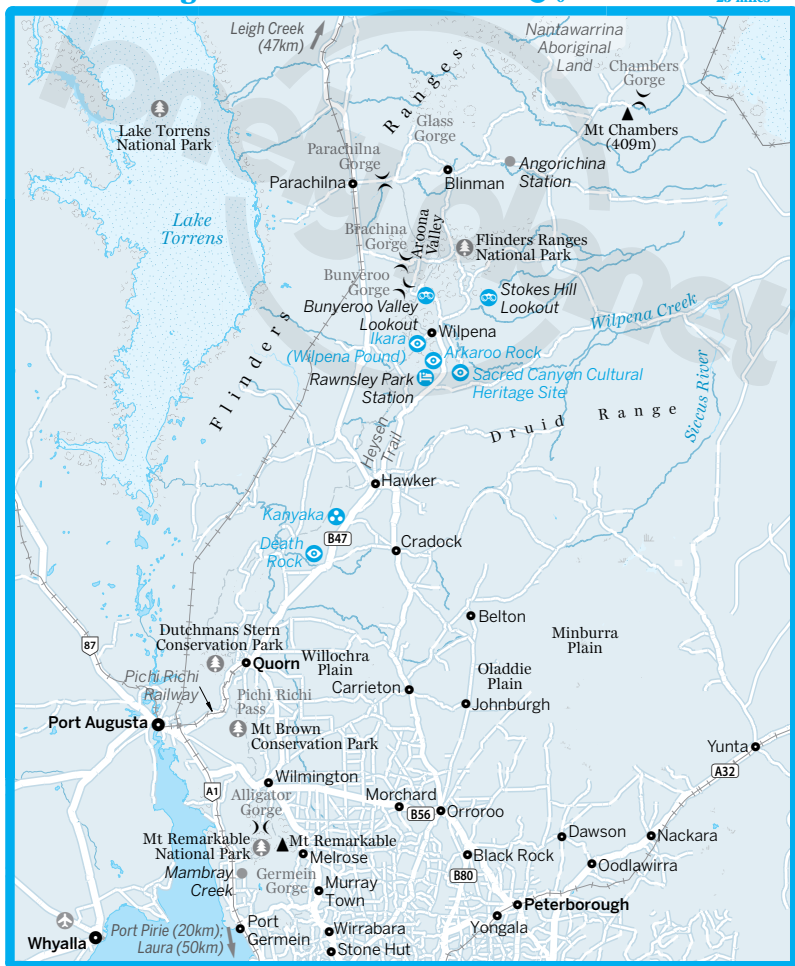 25 miles
0
Leigh Creek
(47km)
Nantawarrina
Aboriginal
Land
Chambers
Gorge
Mt Chambers
(409m)
Ranges
Glass
Gorge
Lake Torrens
National Park
Parachilna
Gorge
Parachilna
Blinman
Angorichina
Station
Lake
Torrens
Brachina
Gorge
Aroona
Valley
Flinders Ranges
National Park
Bunyeroo
Gorge
Bunyeroo Valley
Lookout
Stokes Hill
Lookout
Wilpena Creek
Wilpena
Ikara
(Wilpena Pound)
Arkaroo Rock
Rawnsley Park
Station
Sacred Canyon Cultural
Heritage Site
Siccus River
Flinders
Druid Range
Heysen
Trail
Hawker
Kanyaka
B47
Death
Rock
Cradock
Belton
Minburra
Plain
87
Dutchmans Stern
Conservation Park
Quorn
Willochra
Plain
Oladdie
Plain
Pichi Richi
Railway
Pichi Richi
Pass
Carrieton
Johnburgh
Port Augusta
Mt Brown
Conservation Park
Yunta
A32
Wilmington
A1
Alligator
Gorge
Morchard
B56
Orroroo
Mt Remarkable
National Park
Mt Remarkable
Melrose
Dawson
Nackara
Black Rock
Oodlawirra
Mambray
Creek
Germein
Gorge
B80
Murray
Town
Peterborough
Yongala
Port Pirie (20km);
Laura (50km)
Port
Germein
Wirrabara
Whyalla
Stone Hut
lonely planet